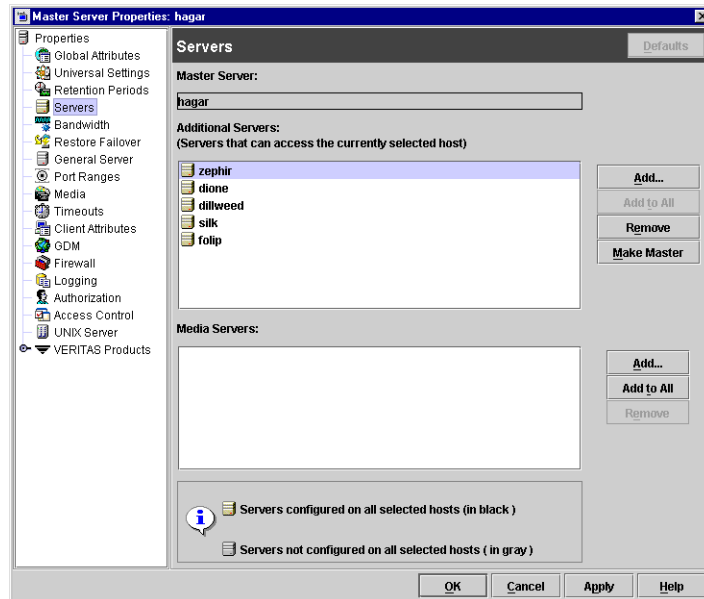 Master Server Properties: hagar
Properties
Global Attributes
Universal Settings
Retention Periods
Servers
Bandwidth
Restore Failover
General Server
Port Ranges
Media
Timeouts
Client Attributes
GDM
Firewall
Logging
Authorization
Access Control
UNIX Server
VERITAS Products
Servers
Defaults
Master Server:
hagar
Additional Servers:
(Servers that can access the currently selected host)
zephir
dione
dillweed
silk
folip
Add...
Add to All
Remove
Make Master
Media Servers:
Add...
Add to All
Remove
Servers configured on all selected hosts (in black )
Servers not configured on all selected hosts ( in gray )
OK
Cancel
Apply
Help